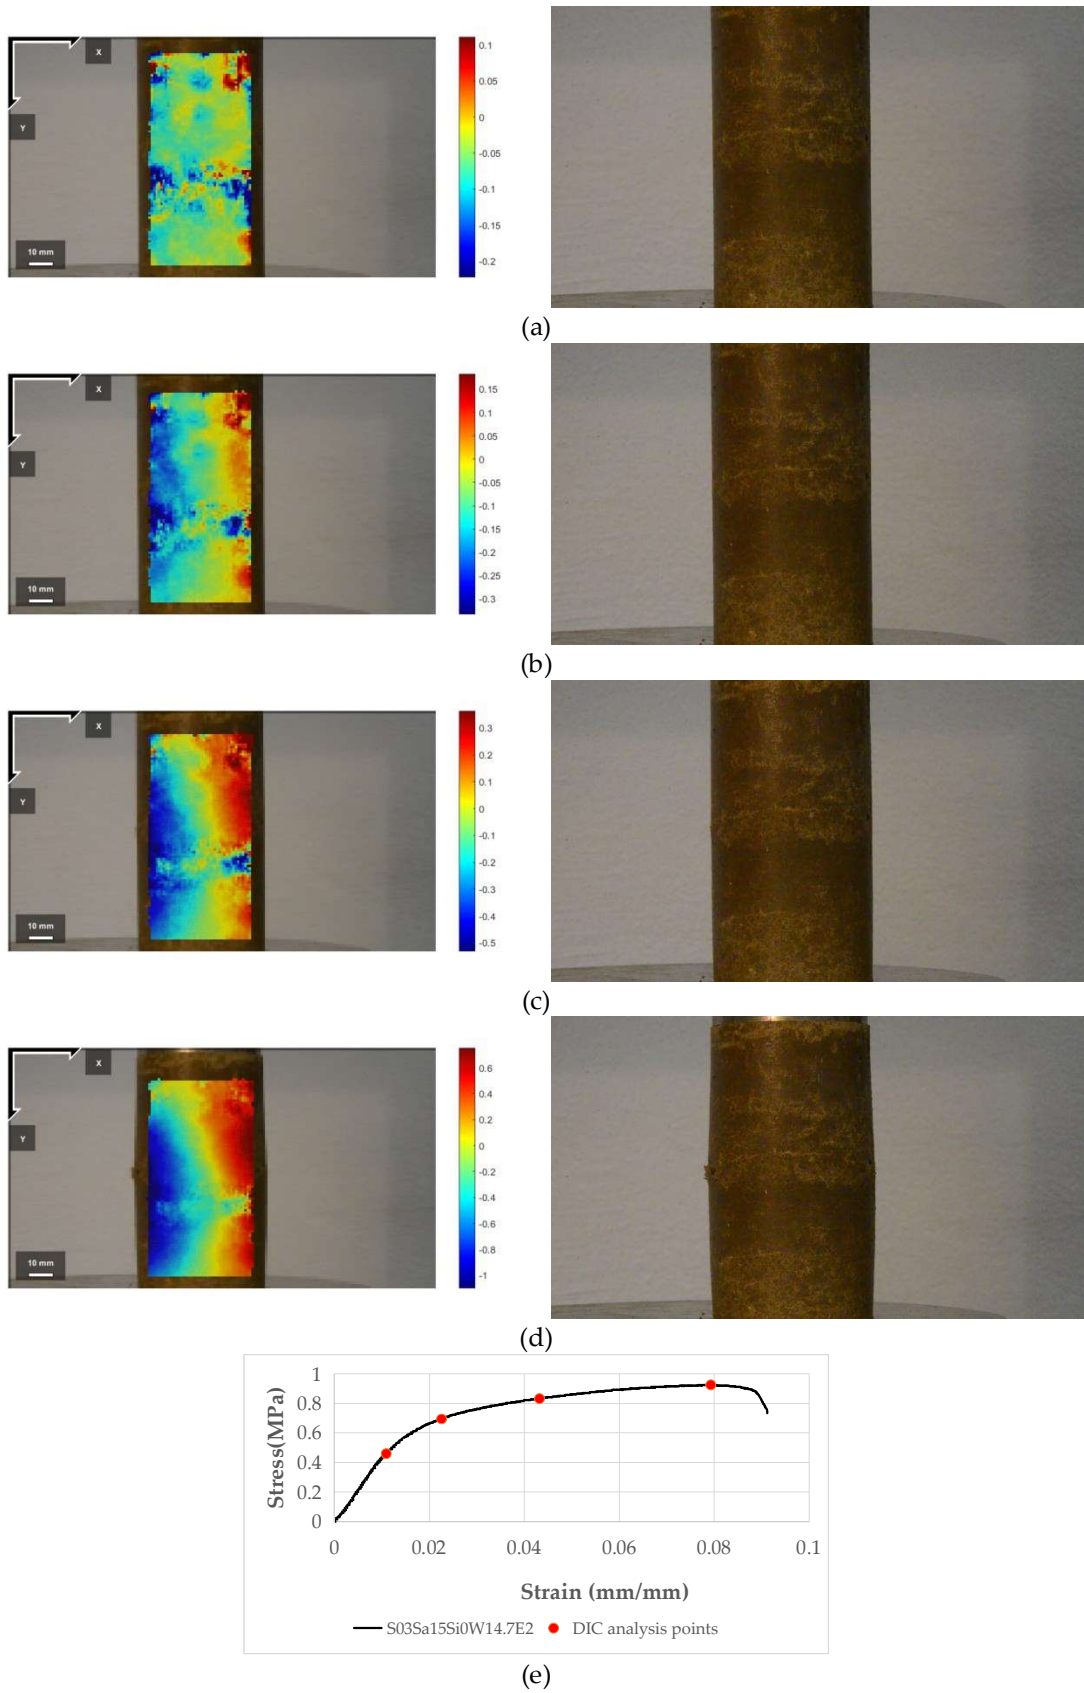 X
Y
10 mm
0.1
0.05
0
-0.05
-0.1
-0.15
-0.2
(a)
X
Y
10 mm
0.15
0.1
0.05
0
-0.05
-0.1
-0.15
-0.2
-0.25
-0.3
(b)
X
Y
10 mm
0.3
0.2
0.1
0
-0.1
-0.2
-0.3
-0.4
-0.5
(c)
X
Y
10 mm
0.6
0.4
0.2
0
-0.2
-0.4
-0.6
-0.8
-1
(d)
Stress(MPa)
1
0.8
0.6
0.4
0.2
0
0 0.02 0.04 0.06 0.08 0.1
Strain (mm/mm)
S03Sa15Si0W14.7E2 DIC analysis points
(e)